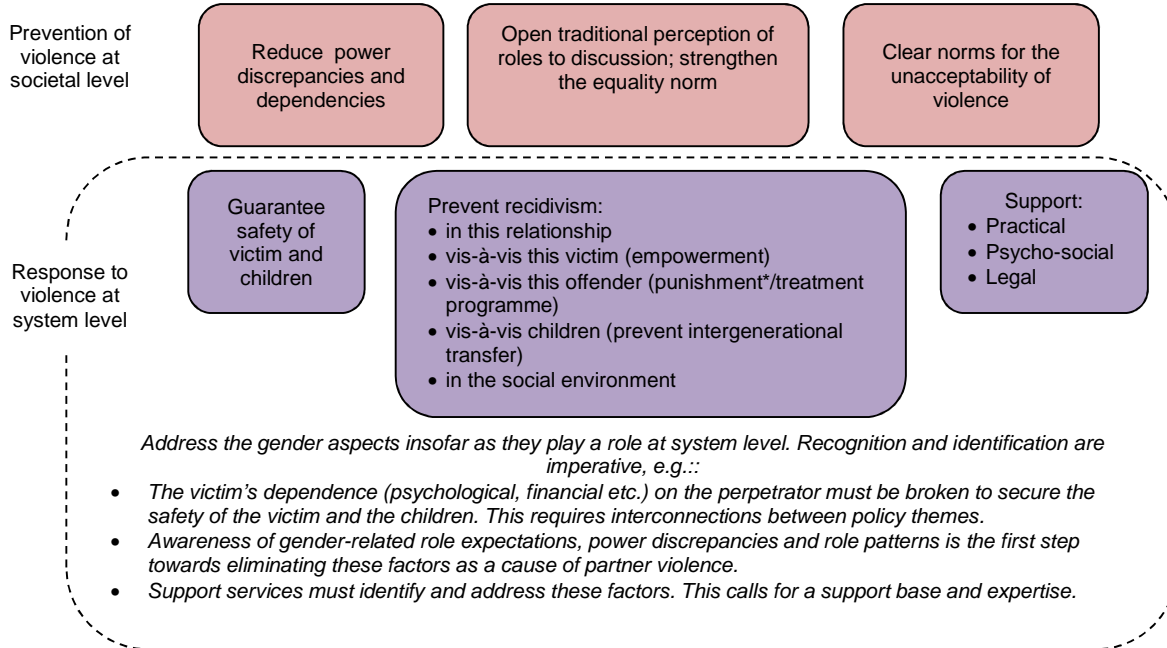 Prevention of
violence at
societal level
Reduce power
discrepancies and
dependencies
Open traditional perception of
roles to discussion; strengthen
the equality norm
Clear norms for the
unacceptability of
violence
Response to
violence at
system level
Guarantee
safety of
victim and
children
Prevent recidivism:
• in this relationship
• vis-à-vis this victim (empowerment)
• vis-à-vis this offender (punishment*/treatment
programme)
• vis-à-vis children (prevent intergenerational
transfer)
• in the social environment
Support:
• Practical
• Psycho-social
• Legal
Address the gender aspects insofar as they play a role at system level. Recognition and identification are
imperative, e.g.::
• The victim's dependence (psychological, financial etc.) on the perpetrator must be broken to secure the
safety of the victim and the children. This requires interconnections between policy themes.
• Awareness of gender-related role expectations, power discrepancies and role patterns is the first step
towards eliminating these factors as a cause of partner violence.
• Support services must identify and address these factors. This calls for a support base and expertise.